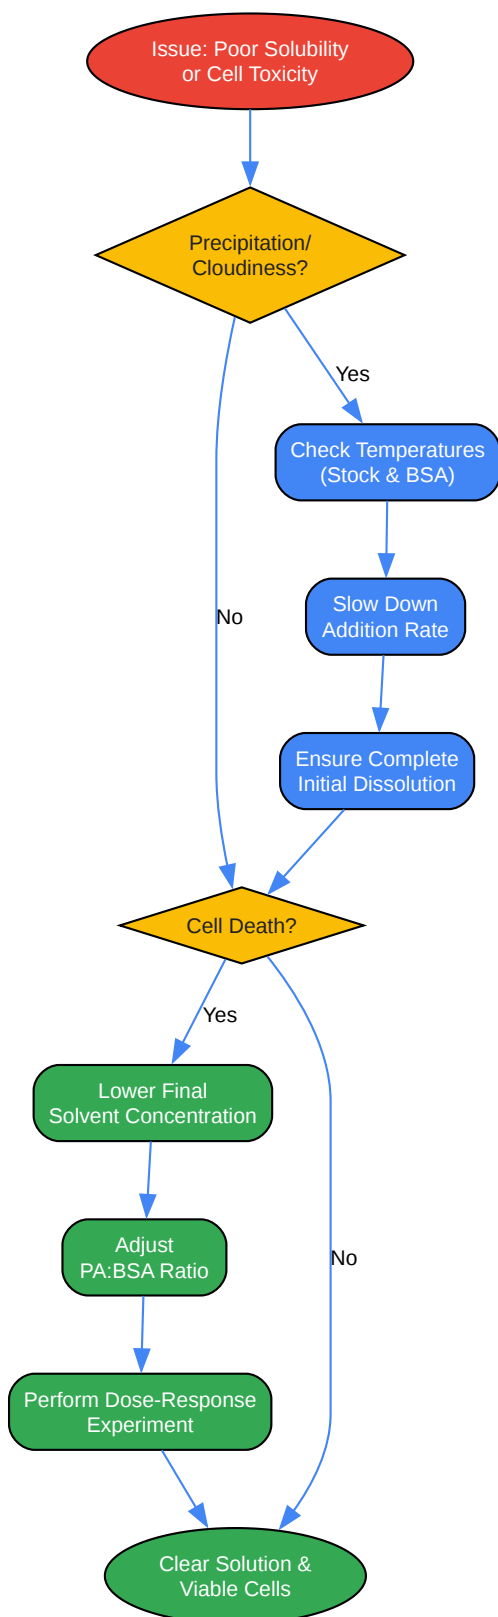 Issue: Poor Solubility
or Cell Toxicity
Precipitation/
Cloudiness?
Yes
Check Temperatures
(Stock & BSA)
Slow Down
Addition Rate
No
Ensure Complete
Initial Dissolution
Cell Death?
Yes
Lower Final
Solvent Concentration
Adjust
PA:BSA Ratio
No
Perform Dose-Response
Experiment
Clear Solution &
Viable Cells